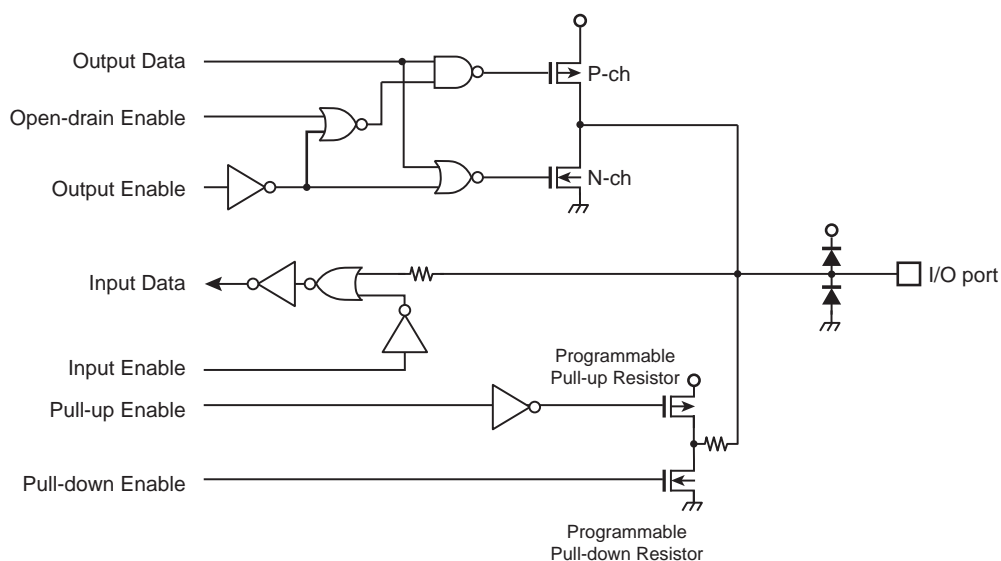 Output Data
P-ch
Open-drain Enable
Output Enable
N-ch
Input Data
I/O port
Input Enable
Programmable
Pull-up Resistor
Pull-up Enable
Pull-down Enable
Programmable
Pull-down Resistor